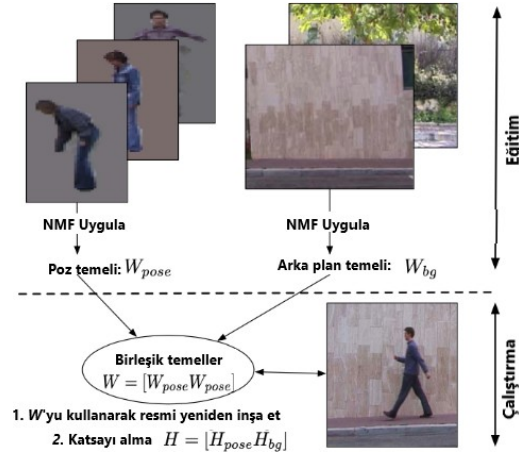 NMF Uygula NMF Uygula
Poz temeli: W_pose Arka plan temeli: W_bg
Eğitim
Birleşik temeller
W = [W_pose W_pose]
1. W'yu kullanarak resmi yeniden inşa et
2. Katsayı alma H = [H_pose H_bg]
Çalıştırma